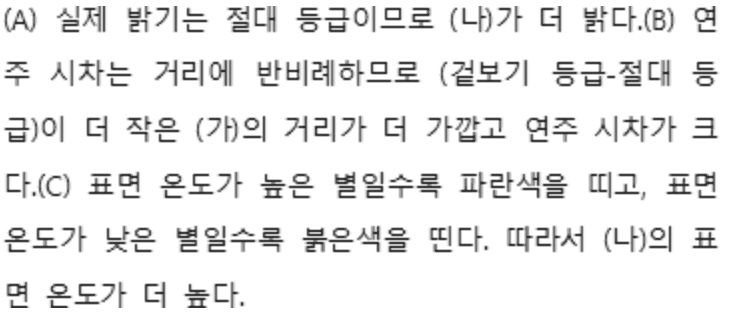 (A) 실제 밝기는 절대 등급이므로 (나)가 더 밝다.(B) 연
주 시차는 거리에 반비례하므로 (겉보기 등급-절대 등
급)이 더 작은 (가)의 거리가 더 가깝고 연주 시차가 크
다.(C) 표면 온도가 높은 별일수록 파란색을 띠고, 표면
온도가 낮은 별일수록 붉은색을 띤다. 따라서 (나)의 표
면 온도가 더 높다.